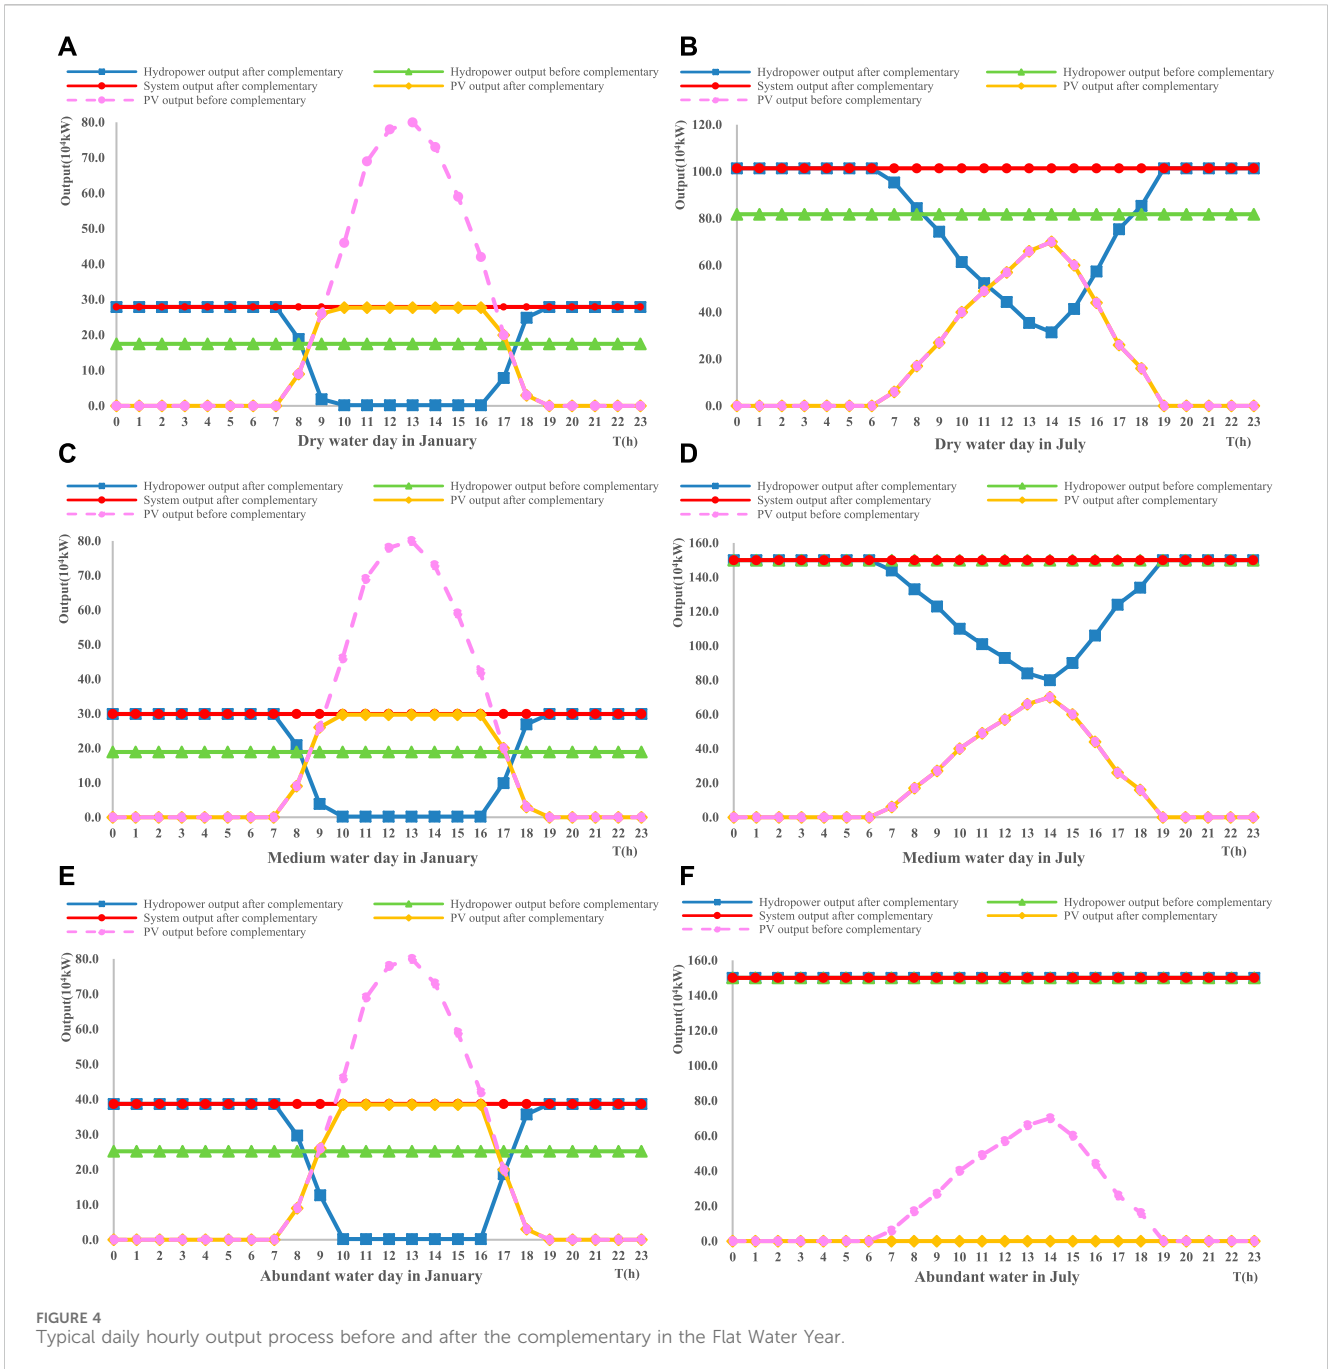 A
Hydropower output after complementary
Hydropower output before complementary
System output after complementary
PV output after complementary
PV output before complementary
Output(10⁴kW)
80.0
70.0
60.0
50.0
40.0
30.0
20.0
10.0
0.0
0 1 2 3 4 5 6 7 8 9 10 11 12 13 14 15 16 17 18 19 20 21 22 23
Dry water day in January
T(h)
B
Hydropower output after complementary
Hydropower output before complementary
System output after complementary
PV output after complementary
PV output before complementary
Output(10⁴kW)
120.0
100.0
80.0
60.0
40.0
20.0
0.0
0 1 2 3 4 5 6 7 8 9 10 11 12 13 14 15 16 17 18 19 20 21 22 23
Dry water day in July
T(h)
C
Hydropower output after complementary
Hydropower output before complementary
System output after complementary
PV output after complementary
PV output before complementary
Output(10⁴kW)
80.0
70.0
60.0
50.0
40.0
30.0
20.0
10.0
0.0
0 1 2 3 4 5 6 7 8 9 10 11 12 13 14 15 16 17 18 19 20 21 22 23
Medium water day in January
T(h)
D
Hydropower output after complementary
Hydropower output before complementary
System output after complementary
PV output after complementary
PV output before complementary
Output(10⁴kW)
160.0
140.0
120.0
100.0
80.0
60.0
40.0
20.0
0.0
0 1 2 3 4 5 6 7 8 9 10 11 12 13 14 15 16 17 18 19 20 21 22 23
Medium water day in July
T(h)
E
Hydropower output after complementary
Hydropower output before complementary
System output after complementary
PV output after complementary
PV output before complementary
Output(10⁴kW)
80.0
70.0
60.0
50.0
40.0
30.0
20.0
10.0
0.0
0 1 2 3 4 5 6 7 8 9 10 11 12 13 14 15 16 17 18 19 20 21 22 23
Abundant water day in January
T(h)
F
Hydropower output after complementary
Hydropower output before complementary
System output after complementary
PV output after complementary
PV output before complementary
Output(10⁴kW)
160.0
140.0
120.0
100.0
80.0
60.0
40.0
20.0
0.0
0 1 2 3 4 5 6 7 8 9 10 11 12 13 14 15 16 17 18 19 20 21 22 23
Abundant water in July
T(h)
FIGURE 4
Typical daily hourly output process before and after the complementary in the Flat Water Year.